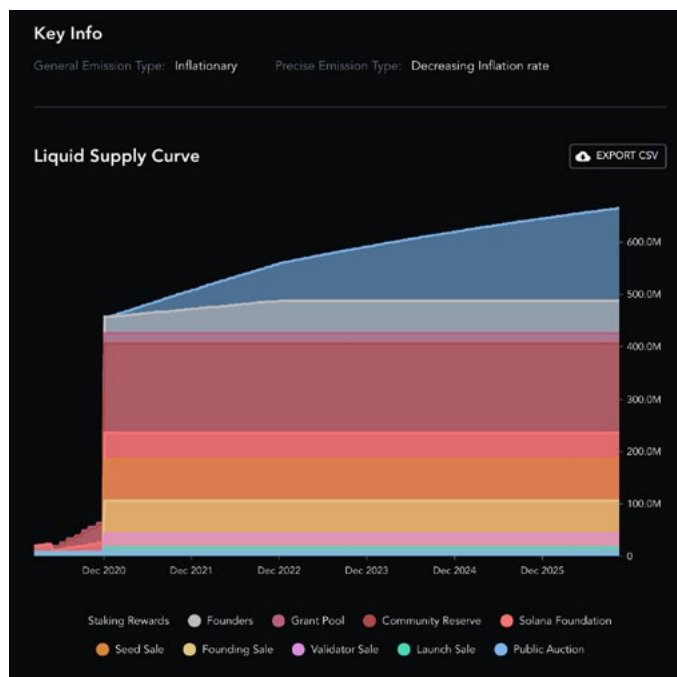 Key Info
General Emission Type: Inflationary Precise Emission Type: Decreasing Inflation rate
Liquid Supply Curve
EXPORT CSV
600.0M
500.0M
400.0M
300.0M
200.0M
100.0M
0
Dec 2020 Dec 2021 Dec 2022 Dec 2023 Dec 2024 Dec 2025
Staking Rewards Founders Grant Pool Community Reserve Solana Foundation
Seed Sale Founding Sale Validator Sale Launch Sale Public Auction